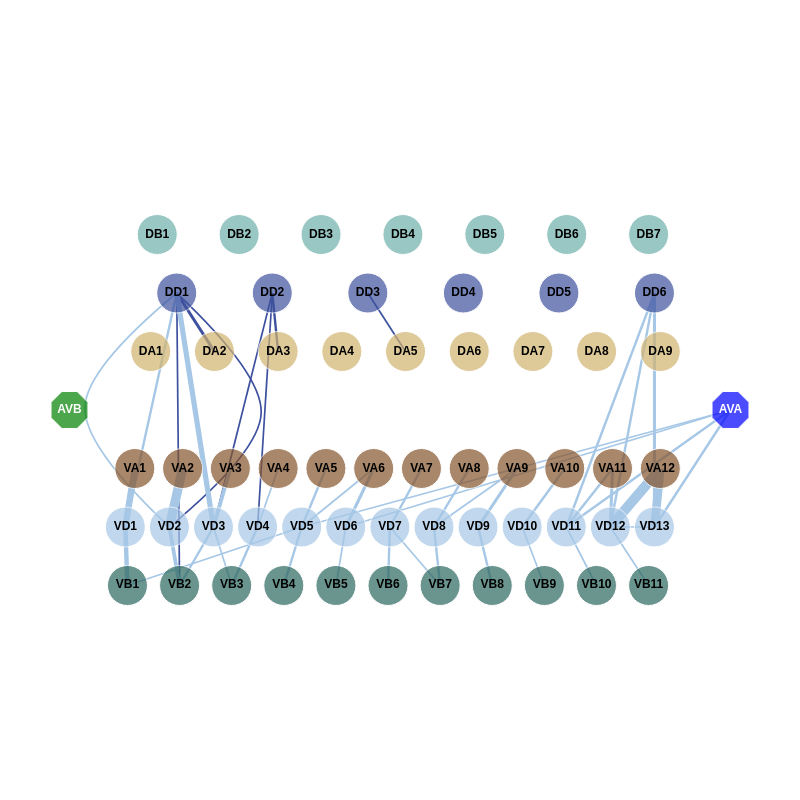 DB1 DB2 DB3 DB4 DB5 DB6 DB7
DD1 DD2 DD3 DD4 DD5 DD6
DA1 DA2 DA3 DA4 DA5 DA6 DA7 DA8 DA9
AVB AVA
VA1 VA2 VA3 VA4 VA5 VA6 VA7 VA8 VA9 VA10 VA11 VA12
VD1 VD2 VD3 VD4 VD5 VD6 VD7 VD8 VD9 VD10 VD11 VD12 VD13
VB1 VB2 VB3 VB4 VB5 VB6 VB7 VB8 VB9 VB10 VB11